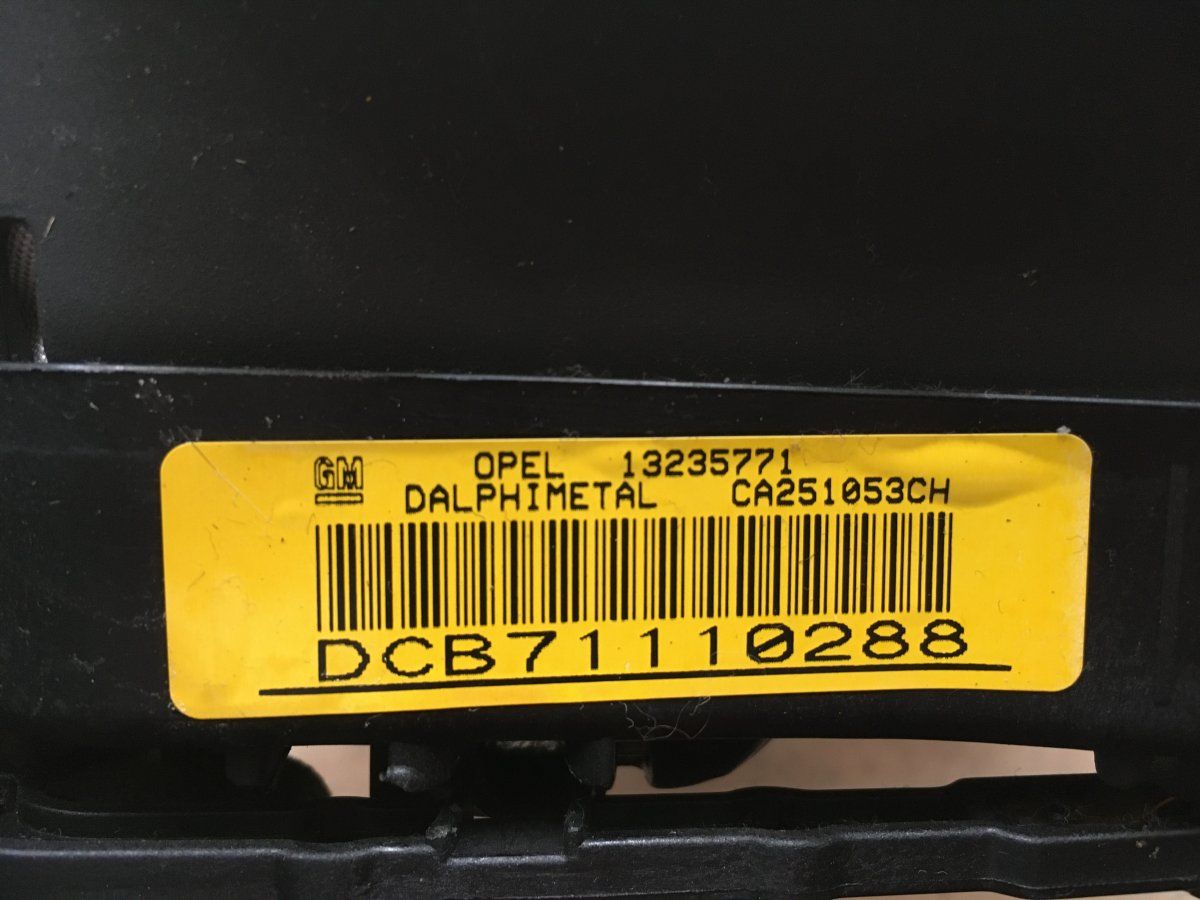 GM OPEL 13235771
DALPHIMETAL CA251053CH
DCB71110288